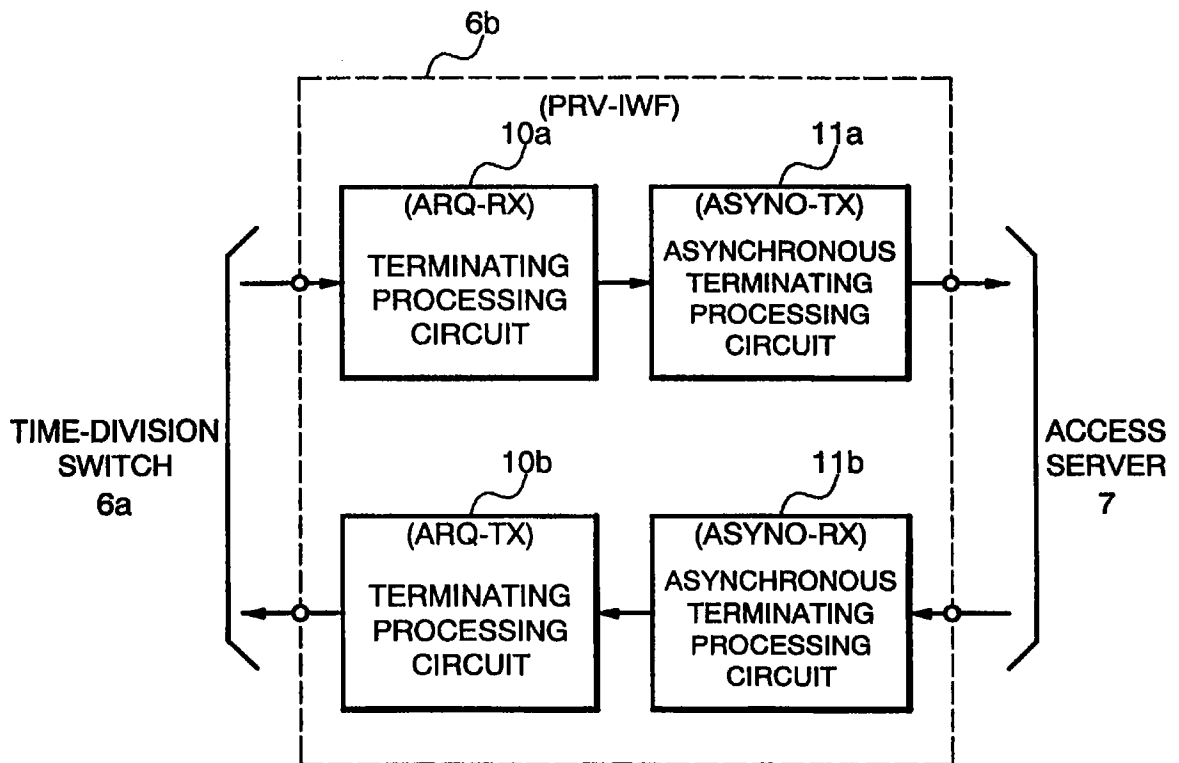 6b
(PRV-IWF)
10a
11a
(ARQ-RX)
TERMINATING
PROCESSING
CIRCUIT
(ASYNO-TX)
ASYNCHRONOUS
TERMINATING
PROCESSING
CIRCUIT
TIME-DIVISION
SWITCH
6a
ACCESS
SERVER
7
10b
11b
(ARQ-TX)
TERMINATING
PROCESSING
CIRCUIT
(ASYNO-RX)
ASYNCHRONOUS
TERMINATING
PROCESSING
CIRCUIT